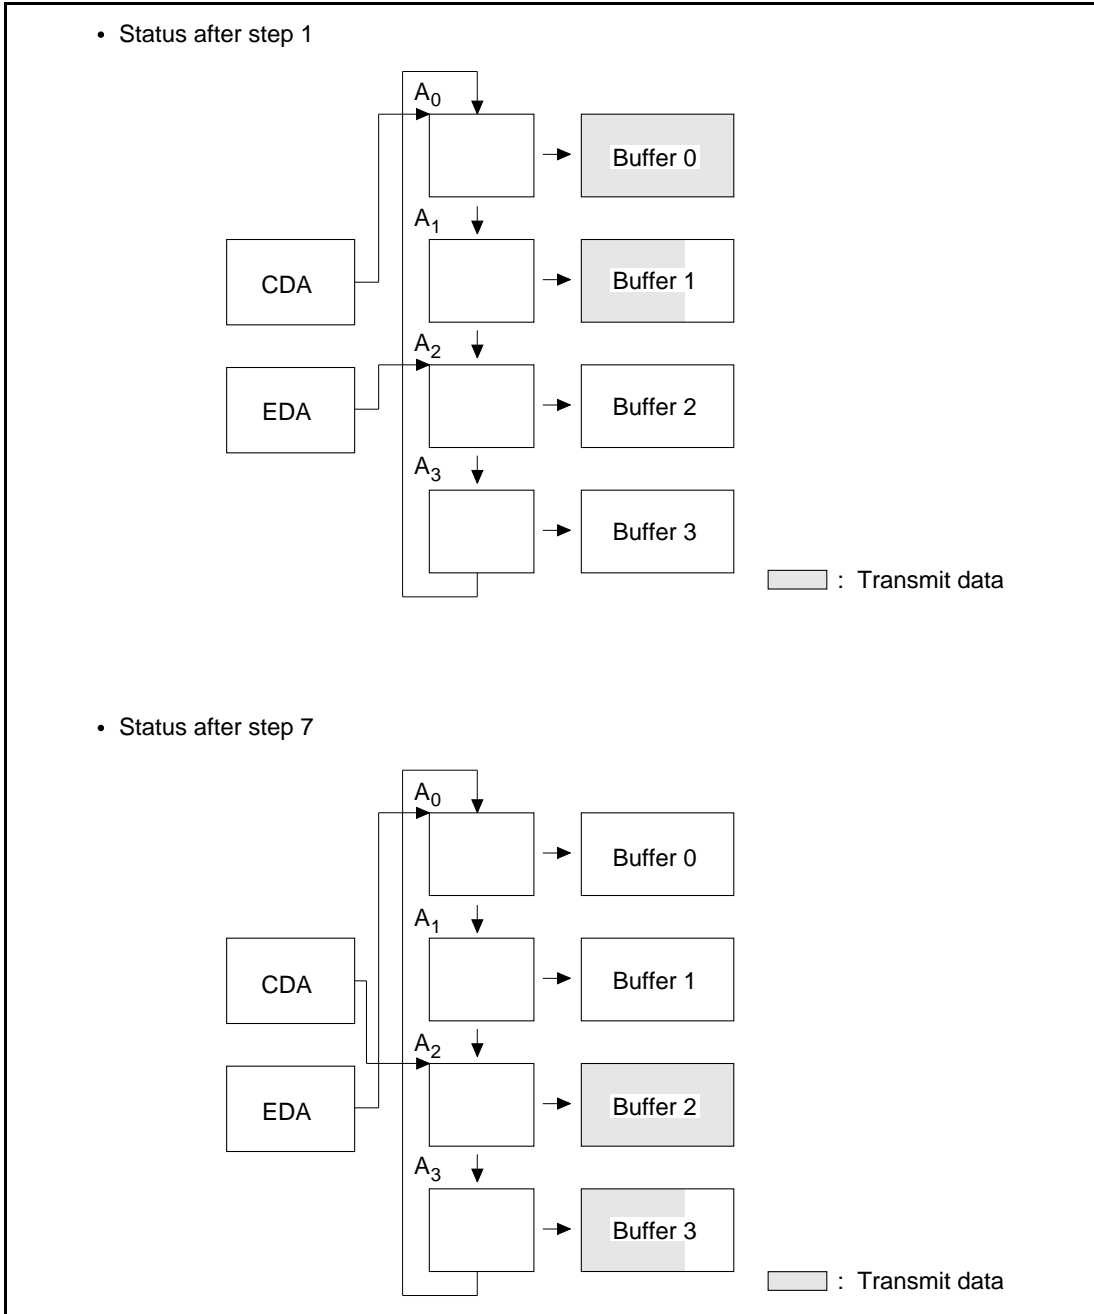 • Status after step 1
A₀
Buffer 0
A₁
CDA
Buffer 1
A₂
EDA
Buffer 2
A₃
Buffer 3
: Transmit data
• Status after step 7
A₀
Buffer 0
A₁
CDA
Buffer 1
A₂
EDA
Buffer 2
A₃
Buffer 3
: Transmit data